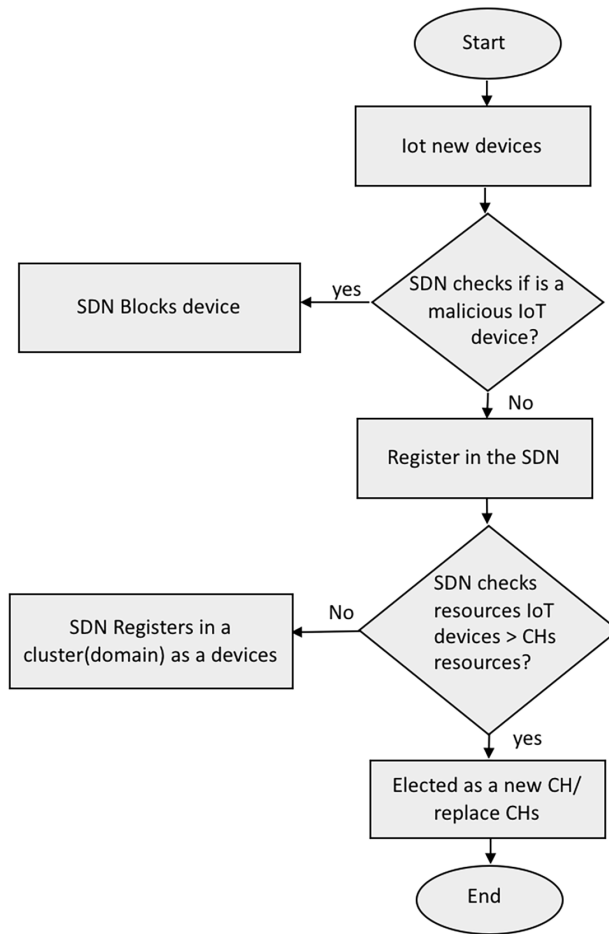 Start
Iot new devices
SDN checks if is a
malicious IoT
device?
yes
SDN Blocks device
No
Register in the SDN
SDN checks
resources IoT
devices > CHs
resources?
No
SDN Registers in a
cluster(domain) as a devices
yes
Elected as a new CH/
replace CHs
End